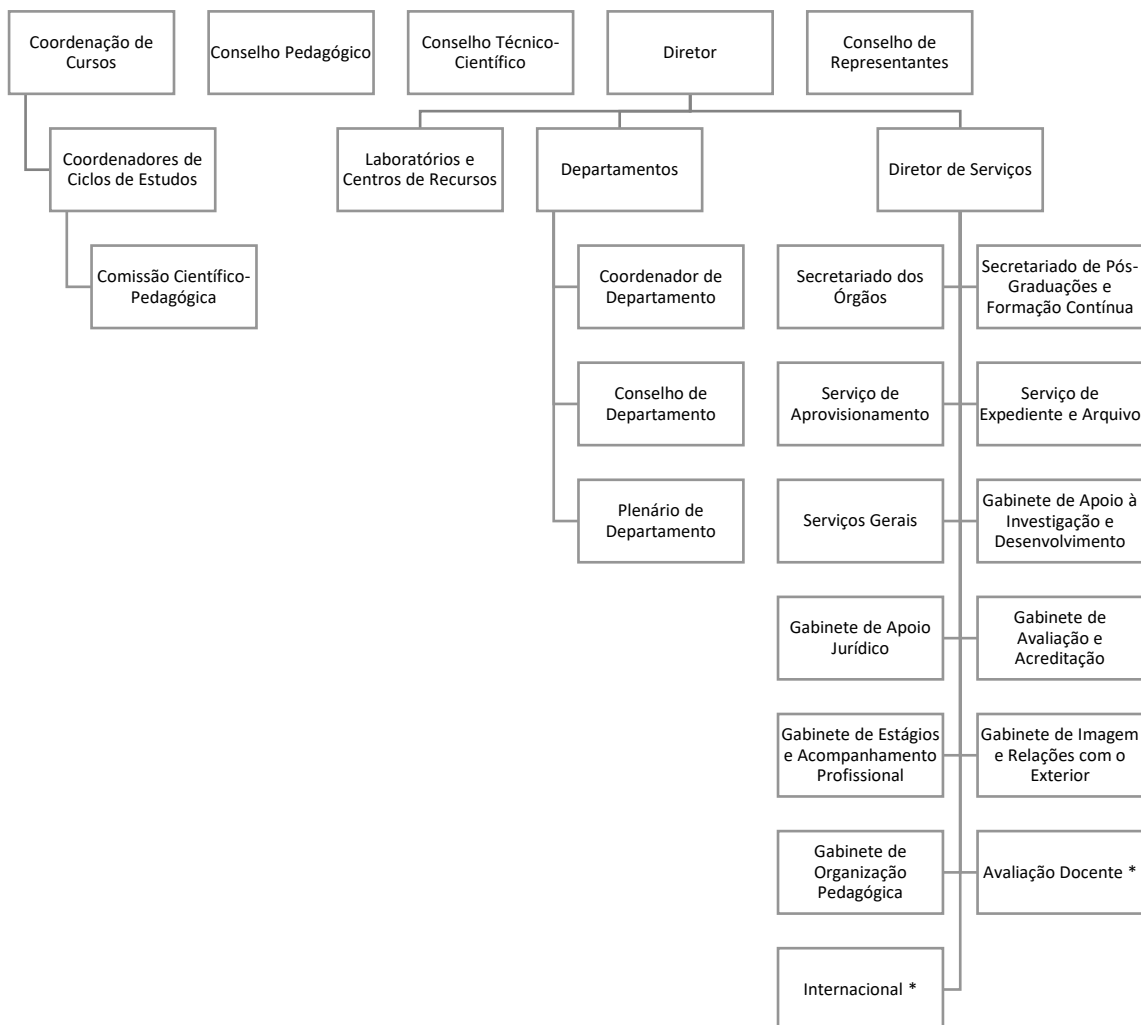 Coordenação de
Cursos
Conselho Pedagógico
Conselho Técnico-
Científico
Diretor
Conselho de
Representantes
Coordenadores de
Ciclos de Estudos
Laboratórios e
Centros de Recursos
Departamentos
Diretor de Serviços
Comissão Científico-
Pedagógica
Coordenador de
Departamento
Secretariado dos
Órgãos
Secretariado de Pós-
Graduações e
Formação Contínua
Conselho de
Departamento
Serviço de
Aprovisionamento
Serviço de
Expediente e Arquivo
Plenário de
Departamento
Serviços Gerais
Gabinete de Apoio à
Investigação e
Desenvolvimento
Gabinete de Apoio
Jurídico
Gabinete de
Avaliação e
Acreditação
Gabinete de Estágios
e Acompanhamento
Profissional
Gabinete de Imagem
e Relações com o
Exterior
Gabinete de
Organização
Pedagógica
Avaliação Docente *
Internacional *